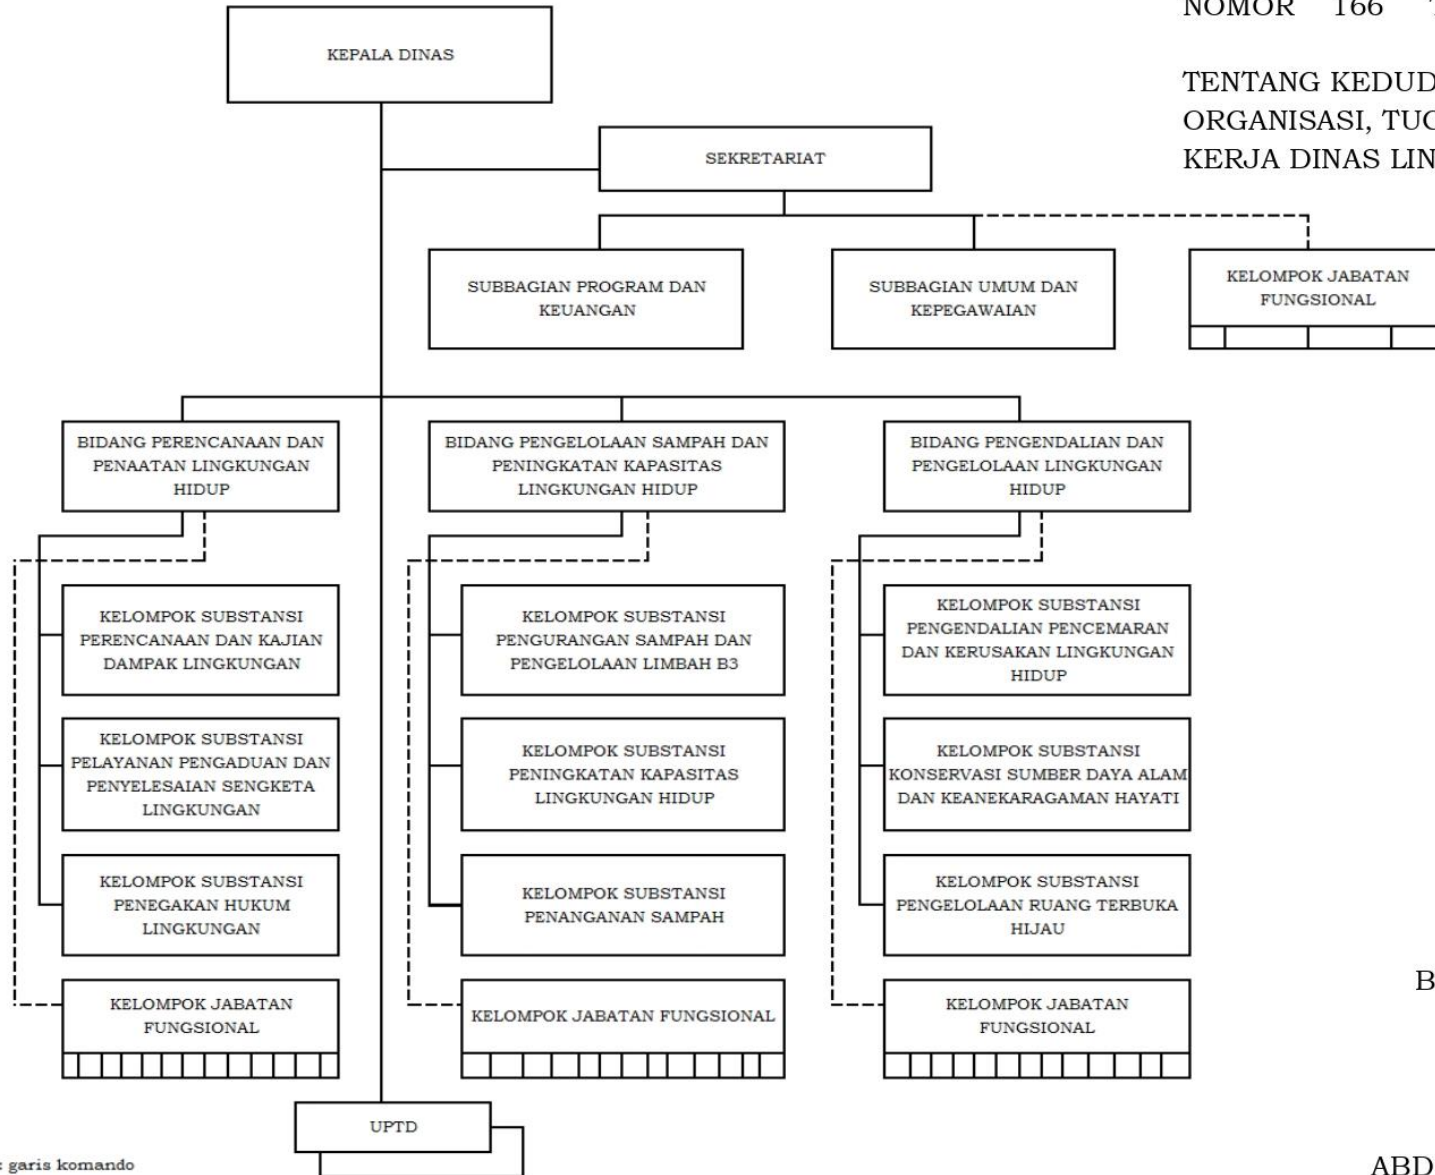 NOMOR 166
TENTANG KEDUD
ORGANISASI, TUG
KERJA DINAS LIN
KEPALA DINAS
SEKRETARIAT
SUBBAGIAN PROGRAM DAN
KEUANGAN
SUBBAGIAN UMUM DAN
KEPEGAWAIAN
KELOMPOK JABATAN
FUNGSIONAL
BIDANG PERENCANAAN DAN
PENAATAN LINGKUNGAN
HIDUP
BIDANG PENGELOLAAN SAMPAH DAN
PENINGKATAN KAPASITAS
LINGKUNGAN HIDUP
BIDANG PENGENDALIAN DAN
PENGELOLAAN LINGKUNGAN
HIDUP
KELOMPOK SUBSTANSI
PERENCANAAN DAN KAJIAN
DAMPAK LINGKUNGAN
KELOMPOK SUBSTANSI
PENGURANGAN SAMPAH DAN
PENGELOLAAN LIMBAH B3
KELOMPOK SUBSTANSI
PENGENDALIAN PENCEMARAN
DAN KERUSAKAN LINGKUNGAN
HIDUP
KELOMPOK SUBSTANSI
PELAYANAN PENGADUAN DAN
PENYELESAIAN SENGKETA
LINGKUNGAN
KELOMPOK SUBSTANSI
PENINGKATAN KAPASITAS
LINGKUNGAN HIDUP
KELOMPOK SUBSTANSI
KONSERVASI SUMBER DAYA ALAM
DAN KEANEKARAGAMAN HAYATI
KELOMPOK SUBSTANSI
PENEGAKAN HUKUM
LINGKUNGAN
KELOMPOK SUBSTANSI
PENANGANAN SAMPAH
KELOMPOK SUBSTANSI
PENGELOLAAN RUANG TERBUKA
HIJAU
B
KELOMPOK JABATAN
FUNGSIONAL
KELOMPOK JABATAN FUNGSIONAL
KELOMPOK JABATAN
FUNGSIONAL
UPTD
: garis komando
ABD